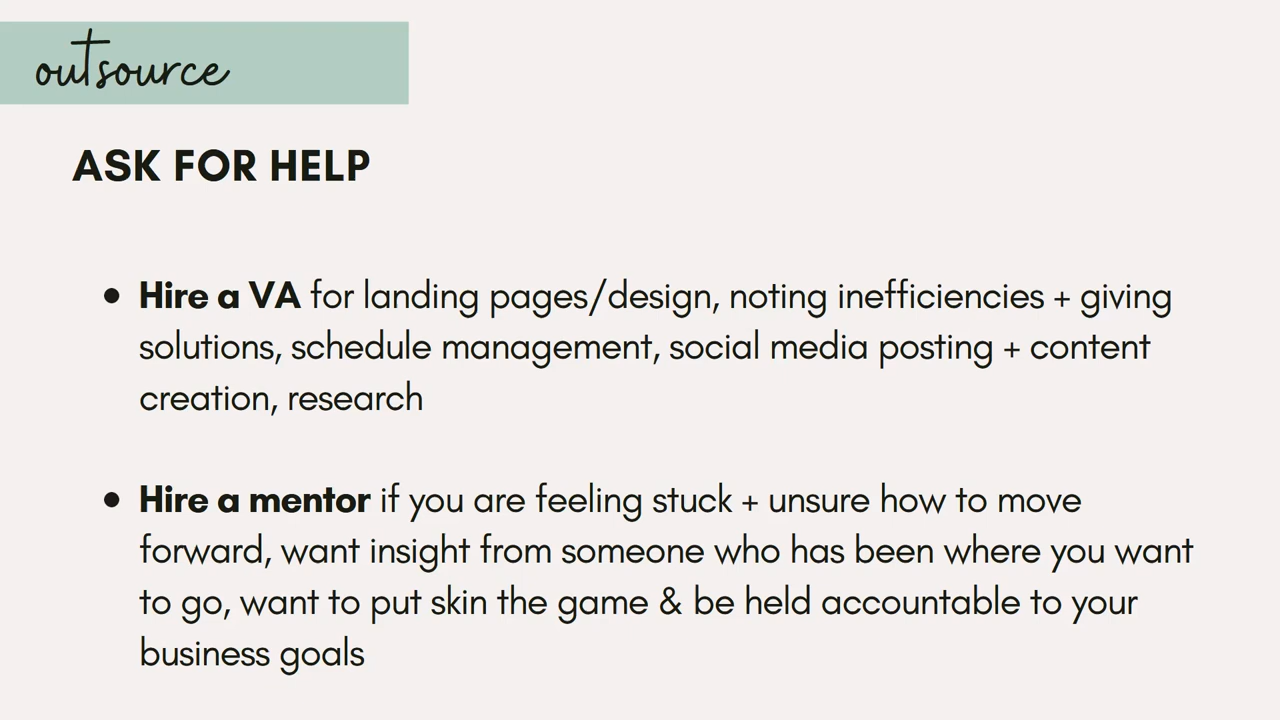 outsource
ASK FOR HELP
• Hire a VA for landing pages/design, noting inefficiencies + giving
solutions, schedule management, social media posting + content
creation, research
• Hire a mentor if you are feeling stuck + unsure how to move
forward, want insight from someone who has been where you want
to go, want to put skin the game & be held accountable to your
business goals